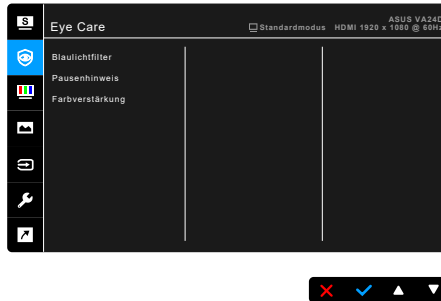 S
Eye Care
ASUS VA24D
Standardmodus HDMI 1920 x 1080 @ 60Hz
Blaulichtfilter
Pausenhinweis
Farbverstärkung